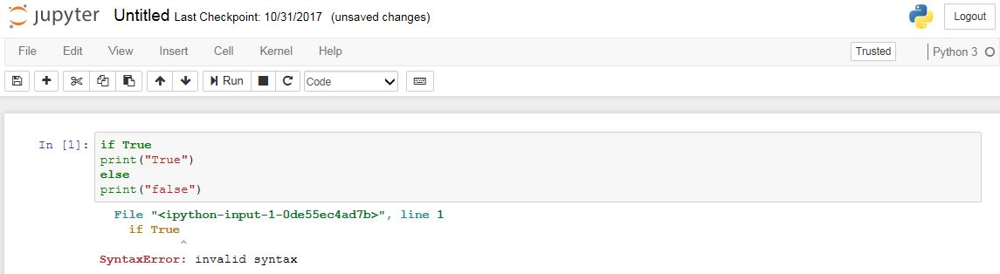 jupyter Untitled Last Checkpoint: 10/31/2017 (unsaved changes) Logout
File Edit View Insert Cell Kernel Help Trusted Python 3
Run Code
In [1]: if True
print("True")
else
print("false")
File "<ipython-input-1-0de55ec4ad7b>", line 1
if True
^
SyntaxError: invalid syntax